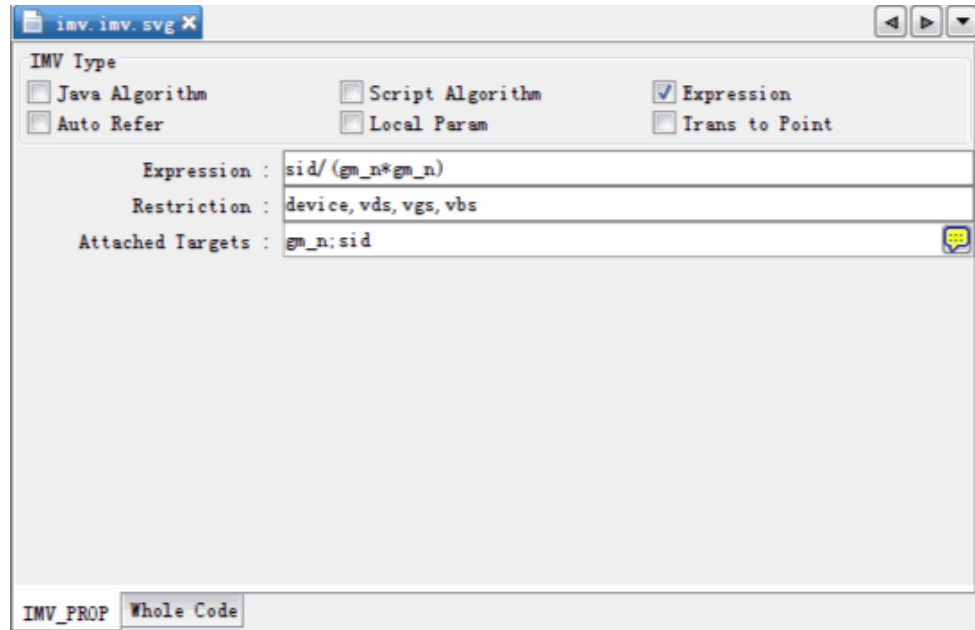 imv.imv.svg
IMV Type
Java Algorithm Script Algorithm Expression
Auto Refer Local Param Trans to Point
Expression : sid/(gm_n*gm_n)
Restriction : device,vds,vgs,vbs
Attached Targets : gm_n;sid
IMV_PROP Whole Code